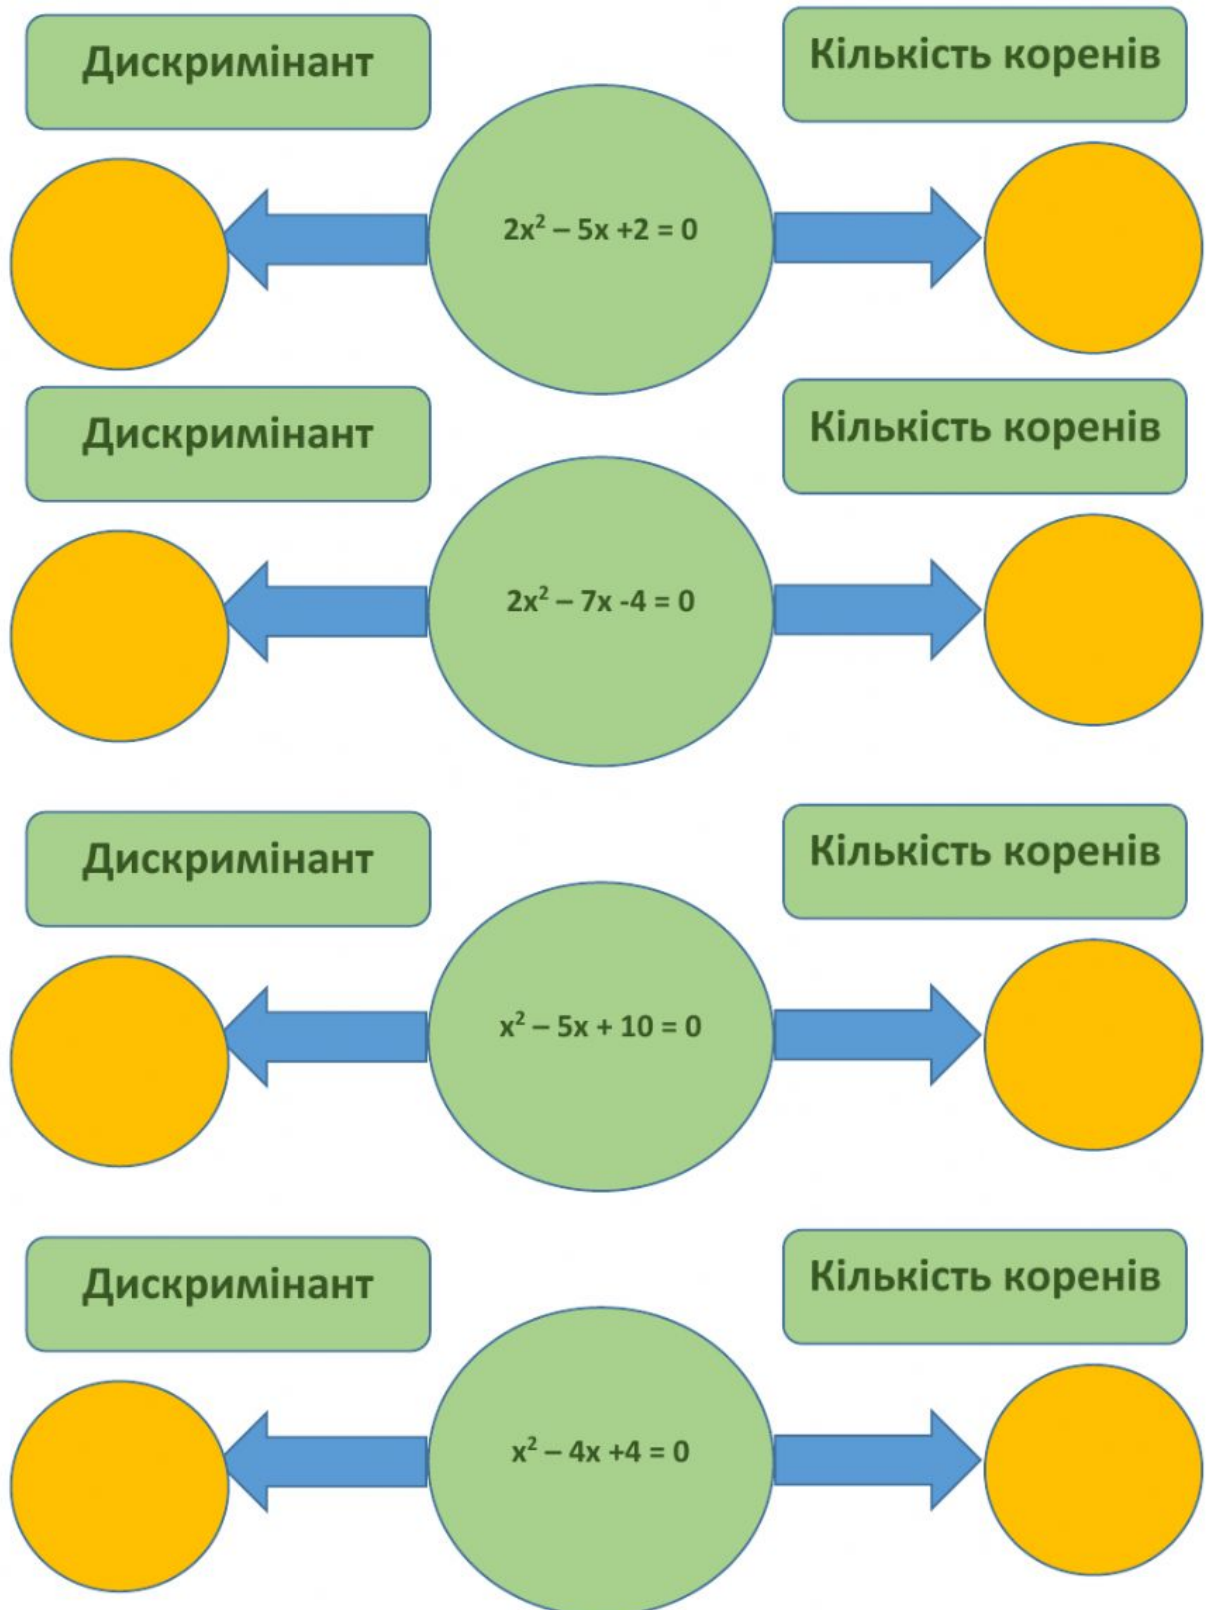 Дискримінант
Кількість коренів
2x² – 5x +2 = 0
Дискримінант
Кількість коренів
2x² – 7x -4 = 0
Дискримінант
Кількість коренів
x² – 5x + 10 = 0
Дискримінант
Кількість коренів
x² – 4x +4 = 0